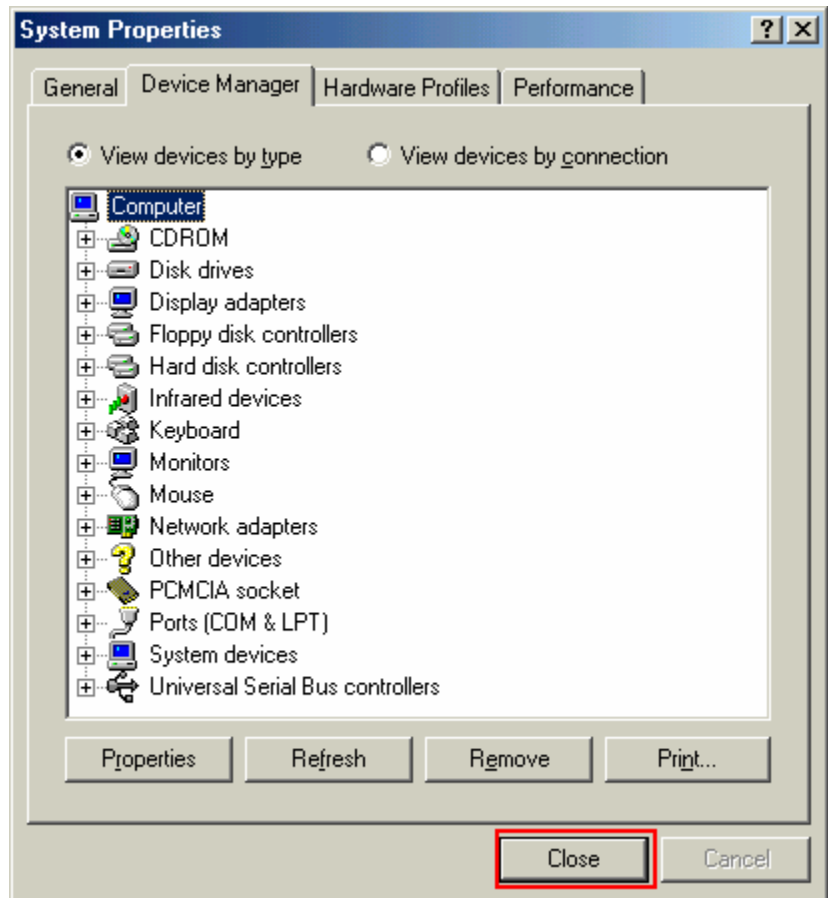 System Properties
General Device Manager Hardware Profiles Performance
View devices by type View devices by connection
Computer
CDROM
Disk drives
Display adapters
Floppy disk controllers
Hard disk controllers
Infrared devices
Keyboard
Monitors
Mouse
Network adapters
Other devices
PCMCIA socket
Ports (COM & LPT)
System devices
Universal Serial Bus controllers
Properties Refresh Remove Print...
Close Cancel